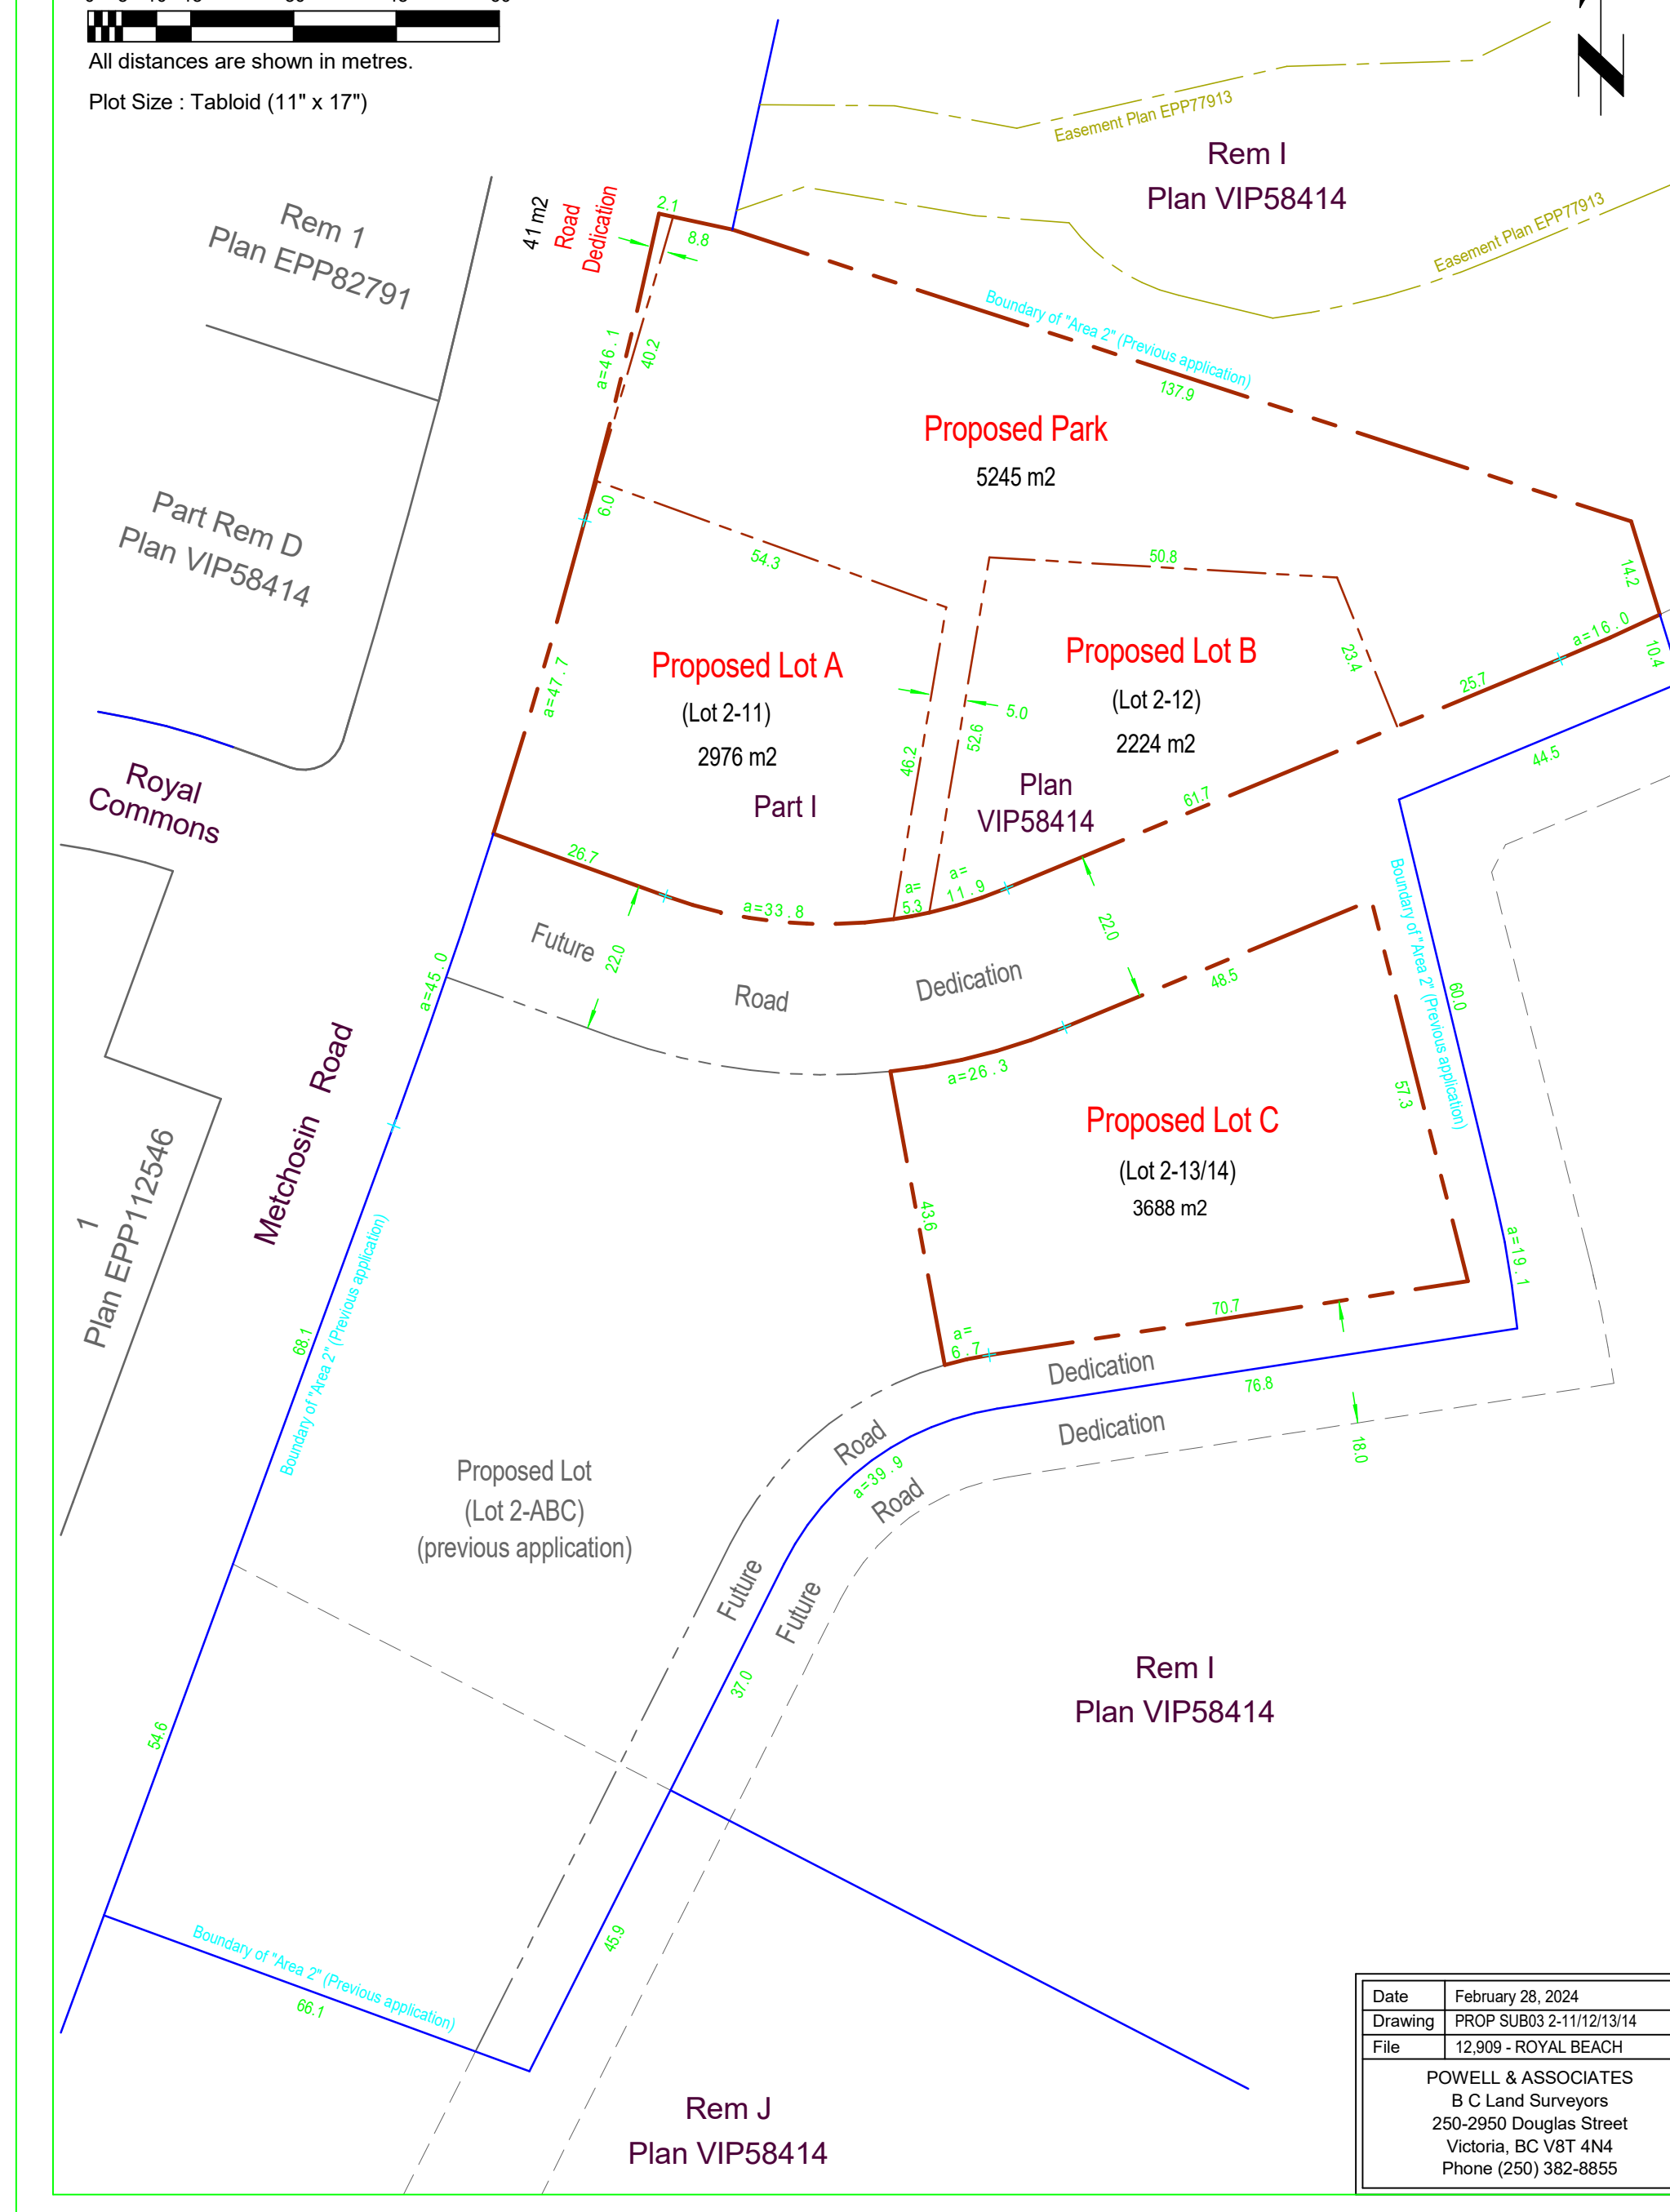 All distances are shown in metres.
Plot Size : Tabloid (11" x 17")
Easement Plan EPP77913
Rem I
Plan VIP58414
Easement Plan EPP77913
Rem 1
Plan EPP82791
41 m2
Road
Dedication
2.1
8.8
a=46.1
40.2
Boundary of "Area 2" (Previous application)
137.9
Proposed Park
5245 m2
Part Rem D
Plan VIP58414
6.0
54.3
50.8
14.2
a=16.0
10.4
25.7
23.4
44.5
a=47.7
Proposed Lot A
(Lot 2-11)
2976 m2
Part I
46.2
52.6
5.0
Proposed Lot B
(Lot 2-12)
2224 m2
Plan
VIP58414
61.7
Royal
Commons
26.7
a=33.8
a=
5.3
a=
11.9
22.0
22.0
Future
Road
Dedication
48.5
a=26.3
a=45.0
Metchosin Road
Boundary of "Area 2" (Previous application)
60.0
57.3
Proposed Lot C
(Lot 2-13/14)
3688 m2
43.6
a=19.1
70.7
a=
6.7
1
Plan EPP112546
68.1
Boundary of "Area 2" (Previous application)
Dedication
76.8
Dedication
18.0
Road
a=39.9
Road
Proposed Lot
(Lot 2-ABC)
(previous application)
Future
Future
37.0
Rem I
Plan VIP58414
54.6
45.9
Boundary of "Area 2" (Previous application)
66.1
Rem J
Plan VIP58414
Date February 28, 2024
Drawing PROP SUB03 2-11/12/13/14
File 12,909 - ROYAL BEACH
POWELL & ASSOCIATES
B C Land Surveyors
250-2950 Douglas Street
Victoria, BC V8T 4N4
Phone (250) 382-8855